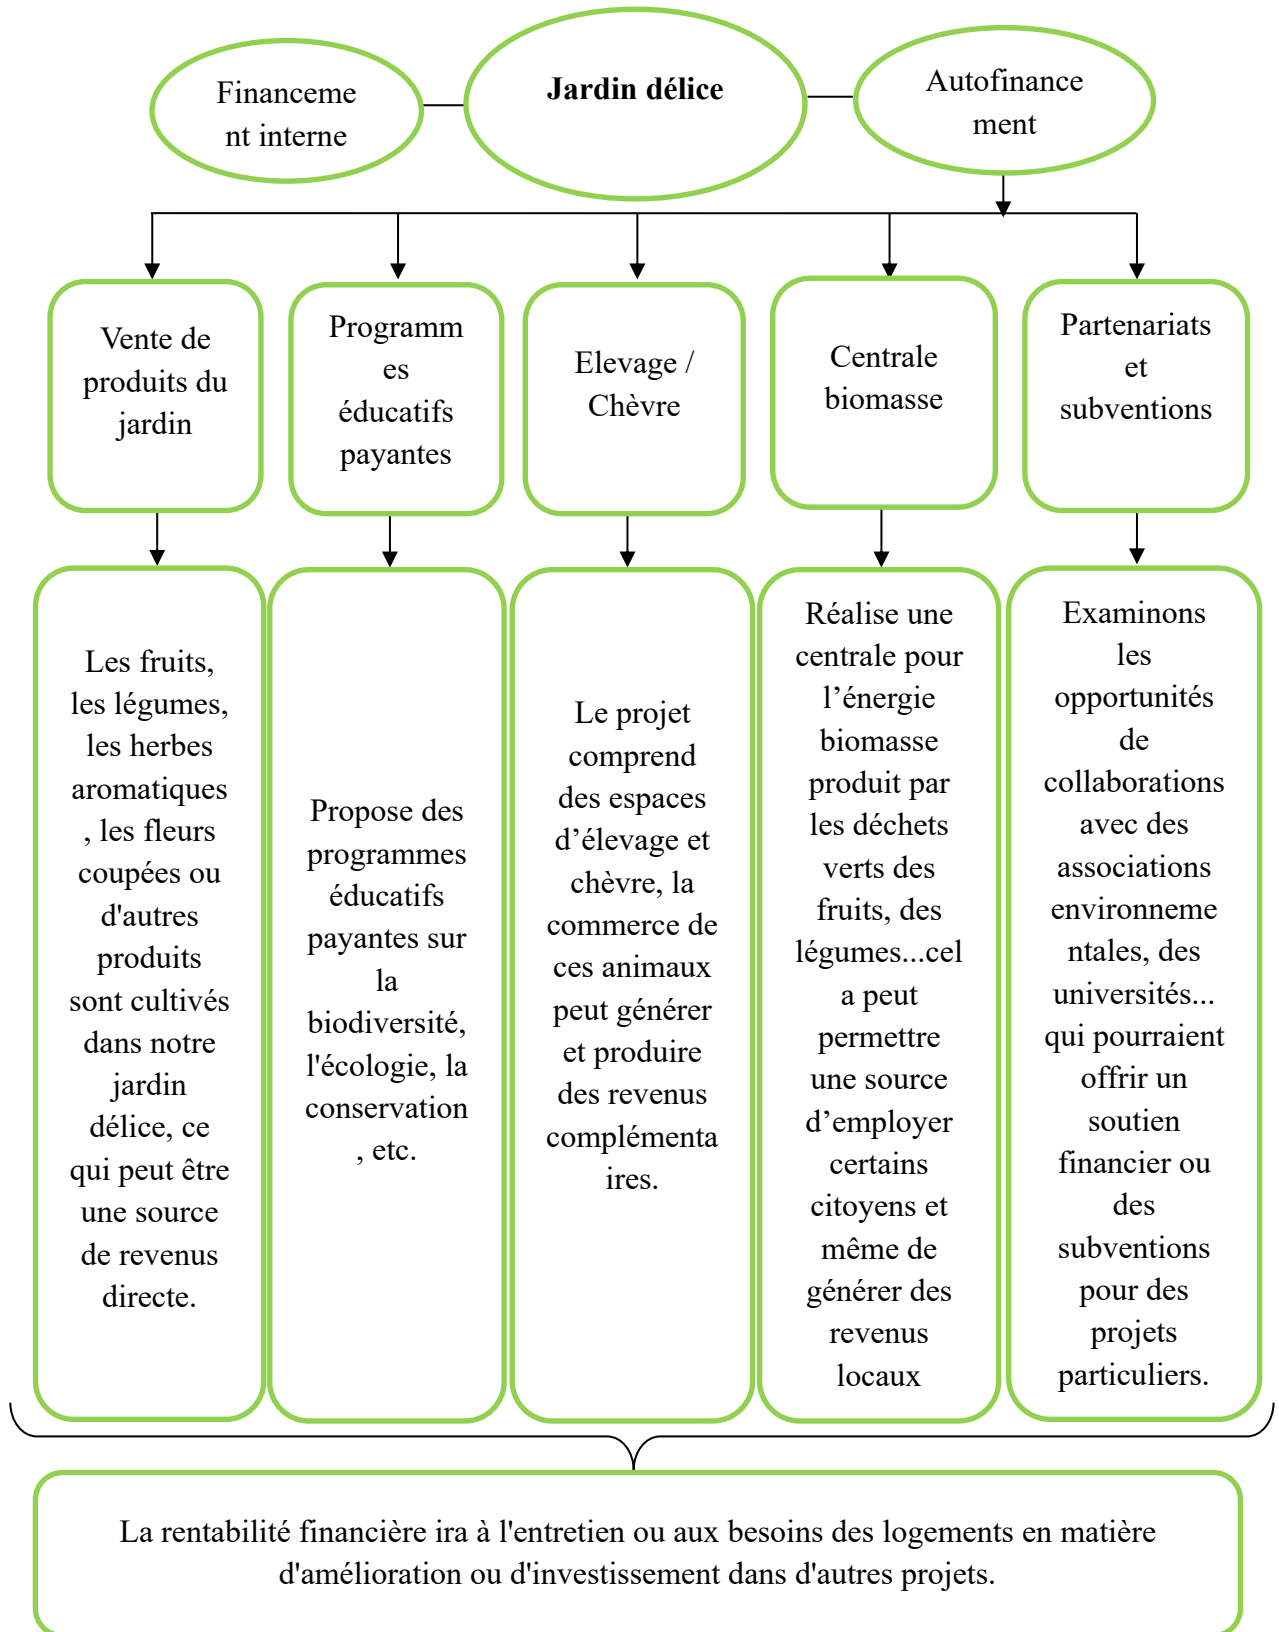 Financeme
nt interne
Jardin délice
Autofinance
ment
Vente de
produits du
jardin
Programm
es
éducatifs
payantes
Elevage /
Chèvre
Centrale
biomasse
Partenariats
et
subventions
Les fruits,
les légumes,
les herbes
aromatiques
, les fleurs
coupées ou
d'autres
produits
sont cultivés
dans notre
jardin
délice, ce
qui peut être
une source
de revenus
directe.
Propose des
programmes
éducatifs
payantes sur
la
biodiversité,
l'écologie, la
conservation
, etc.
Le projet
comprend
des espaces
d’élevage et
chèvre, la
commerce de
ces animaux
peut générer
et produire
des revenus
complémenta
ires.
Réalise une
centrale pour
l’énergie
biomasse
produit par
les déchets
verts des
fruits, des
légumes...cel
a peut
permettre
une source
d’employer
certains
citoyens et
même de
générer des
revenus
locaux
Examinons
les
opportunités
de
collaborations
avec des
associations
environneme
ntales, des
universités...
qui pourraient
offrir un
soutien
financier ou
des
subventions
pour des
projets
particuliers.
La rentabilité financière ira à l'entretien ou aux besoins des logements en matière
d'amélioration ou d'investissement dans d'autres projets.